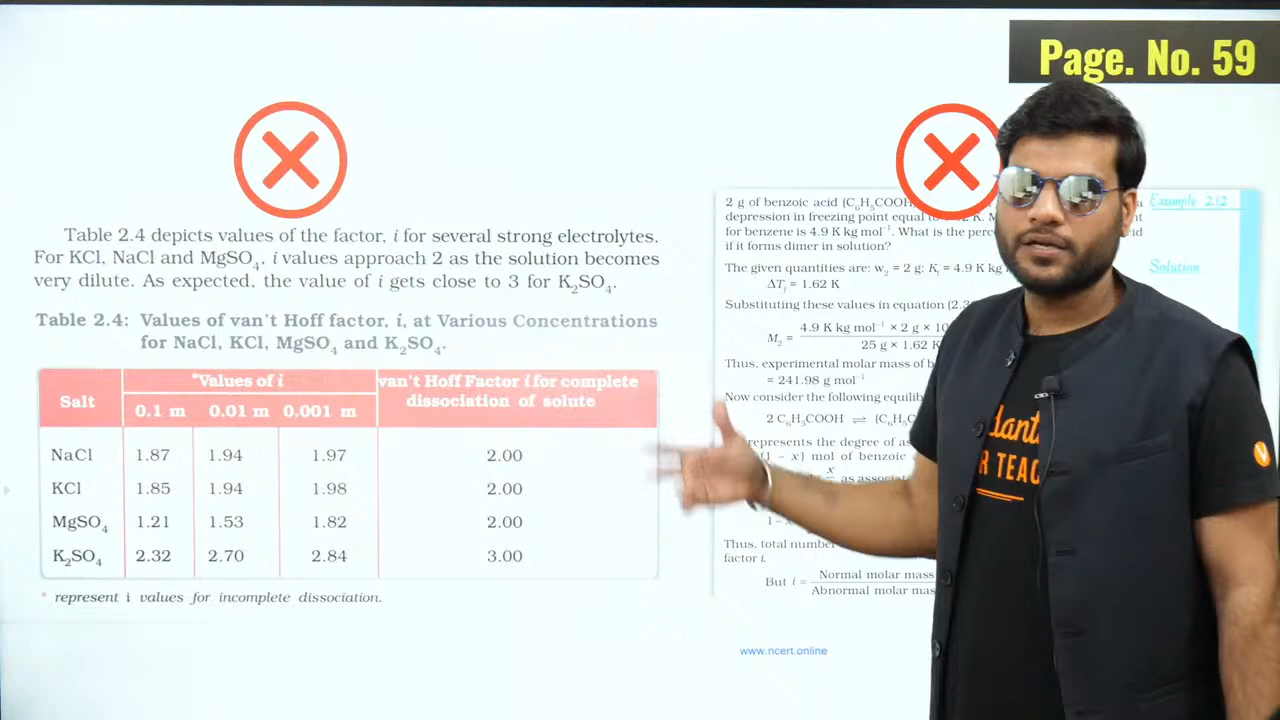 Page. No. 59
Table 2.4 depicts values of the factor, i for several strong electrolytes.
For KCl, NaCl and MgSO₄, i values approach 2 as the solution becomes
very dilute. As expected, the value of i gets close to 3 for K₂SO₄.
Table 2.4: Values of van't Hoff factor, i, at Various Concentrations
for NaCl, KCl, MgSO₄ and K₂SO₄.
Salt
*Values of i
van't Hoff Factor i for complete
dissociation of solute
0.1 m 0.01 m 0.001 m
NaCl 1.87 1.94 1.97 2.00
KCl 1.85 1.94 1.98 2.00
MgSO₄ 1.21 1.53 1.82 2.00
K₂SO₄ 2.32 2.70 2.84 3.00
* represent i values for incomplete dissociation.
2 g of benzoic acid (C₆H₅COOH) a
depression in freezing point equal to
for benzene is 4.9 K kg mol⁻¹. What is the
if it forms dimer in solution?
Example 2.12
Solution
The given quantities are: w₂ = 2 g; K_f = 4.9 K kg
ΔT_f = 1.62 K
Substituting these values in equation
M₂ = 4.9 K kg mol⁻¹ × 2 g × 10
25 g × 1.62 K
Thus, experimental molar mass of
= 241.98 g mol⁻¹
Now consider the following
2 C₆H₅COOH ⇌
represents the degree of
mol of benzoic
x
as
1
Thus, total number
factor i.
But i = Normal molar mass
Abnormal molar
www.ncert.online
V